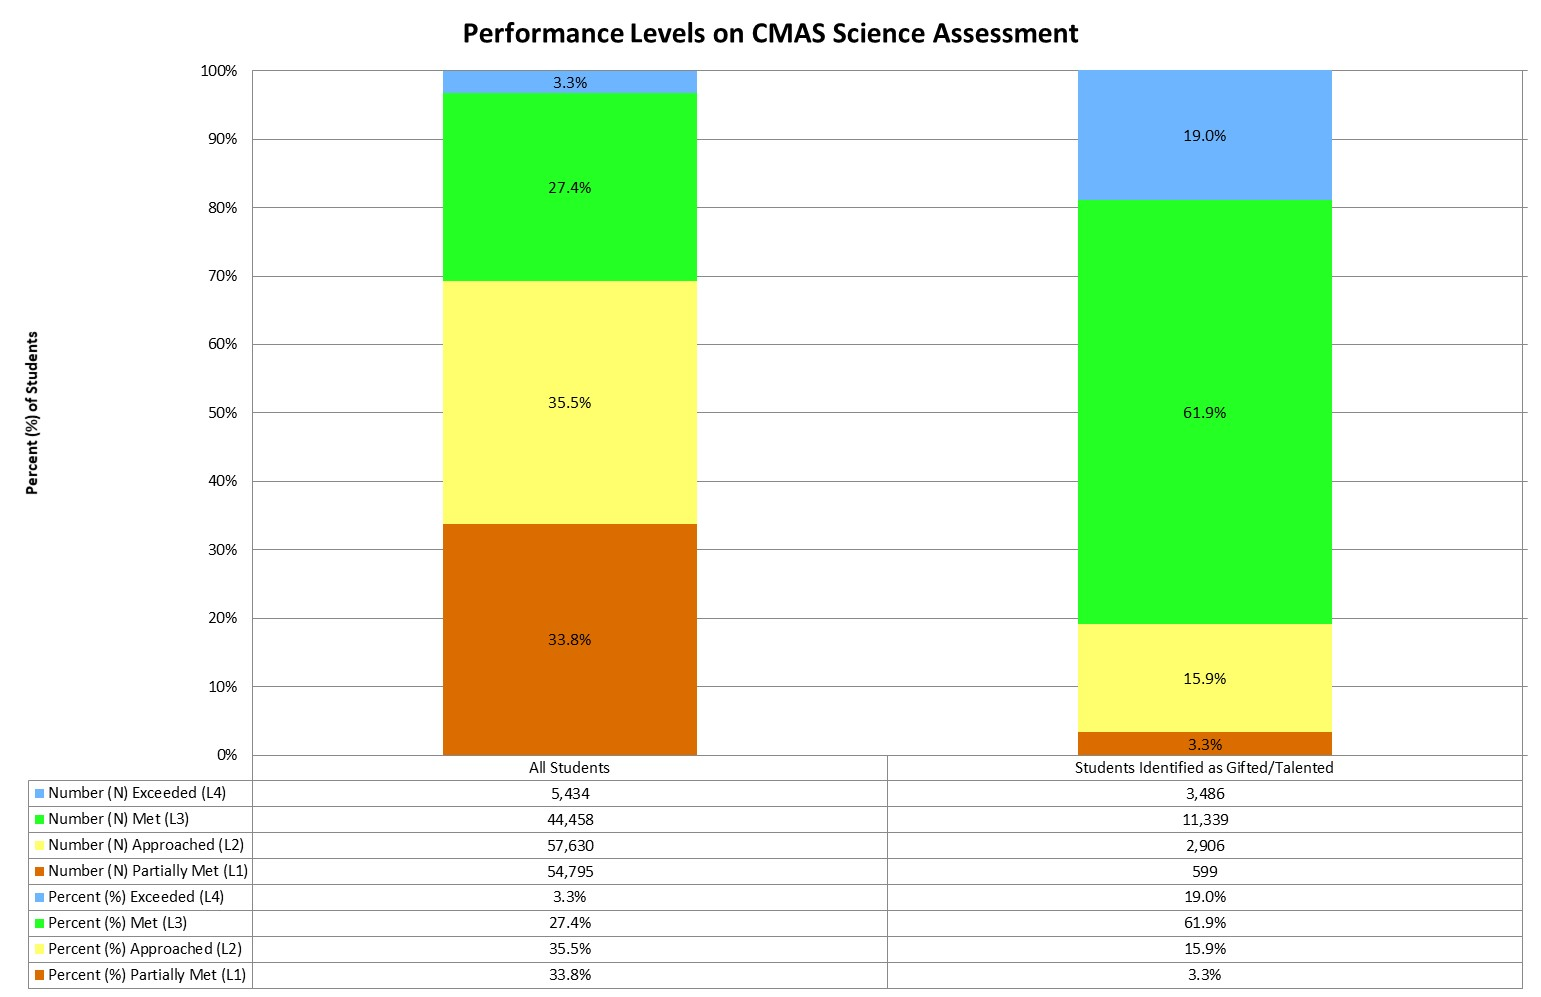 Performance Levels on CMAS Science Assessment
100%
90%
80%
70%
60%
50%
40%
30%
20%
10%
0%
Percent (%) of Students
3.3%
27.4%
35.5%
33.8%
19.0%
61.9%
15.9%
3.3%
All Students Students Identified as Gifted/Talented
Number (N) Exceeded (L4) 5,434 3,486
Number (N) Met (L3) 44,458 11,339
Number (N) Approached (L2) 57,630 2,906
Number (N) Partially Met (L1) 54,795 599
Percent (%) Exceeded (L4) 3.3% 19.0%
Percent (%) Met (L3) 27.4% 61.9%
Percent (%) Approached (L2) 35.5% 15.9%
Percent (%) Partially Met (L1) 33.8% 3.3%